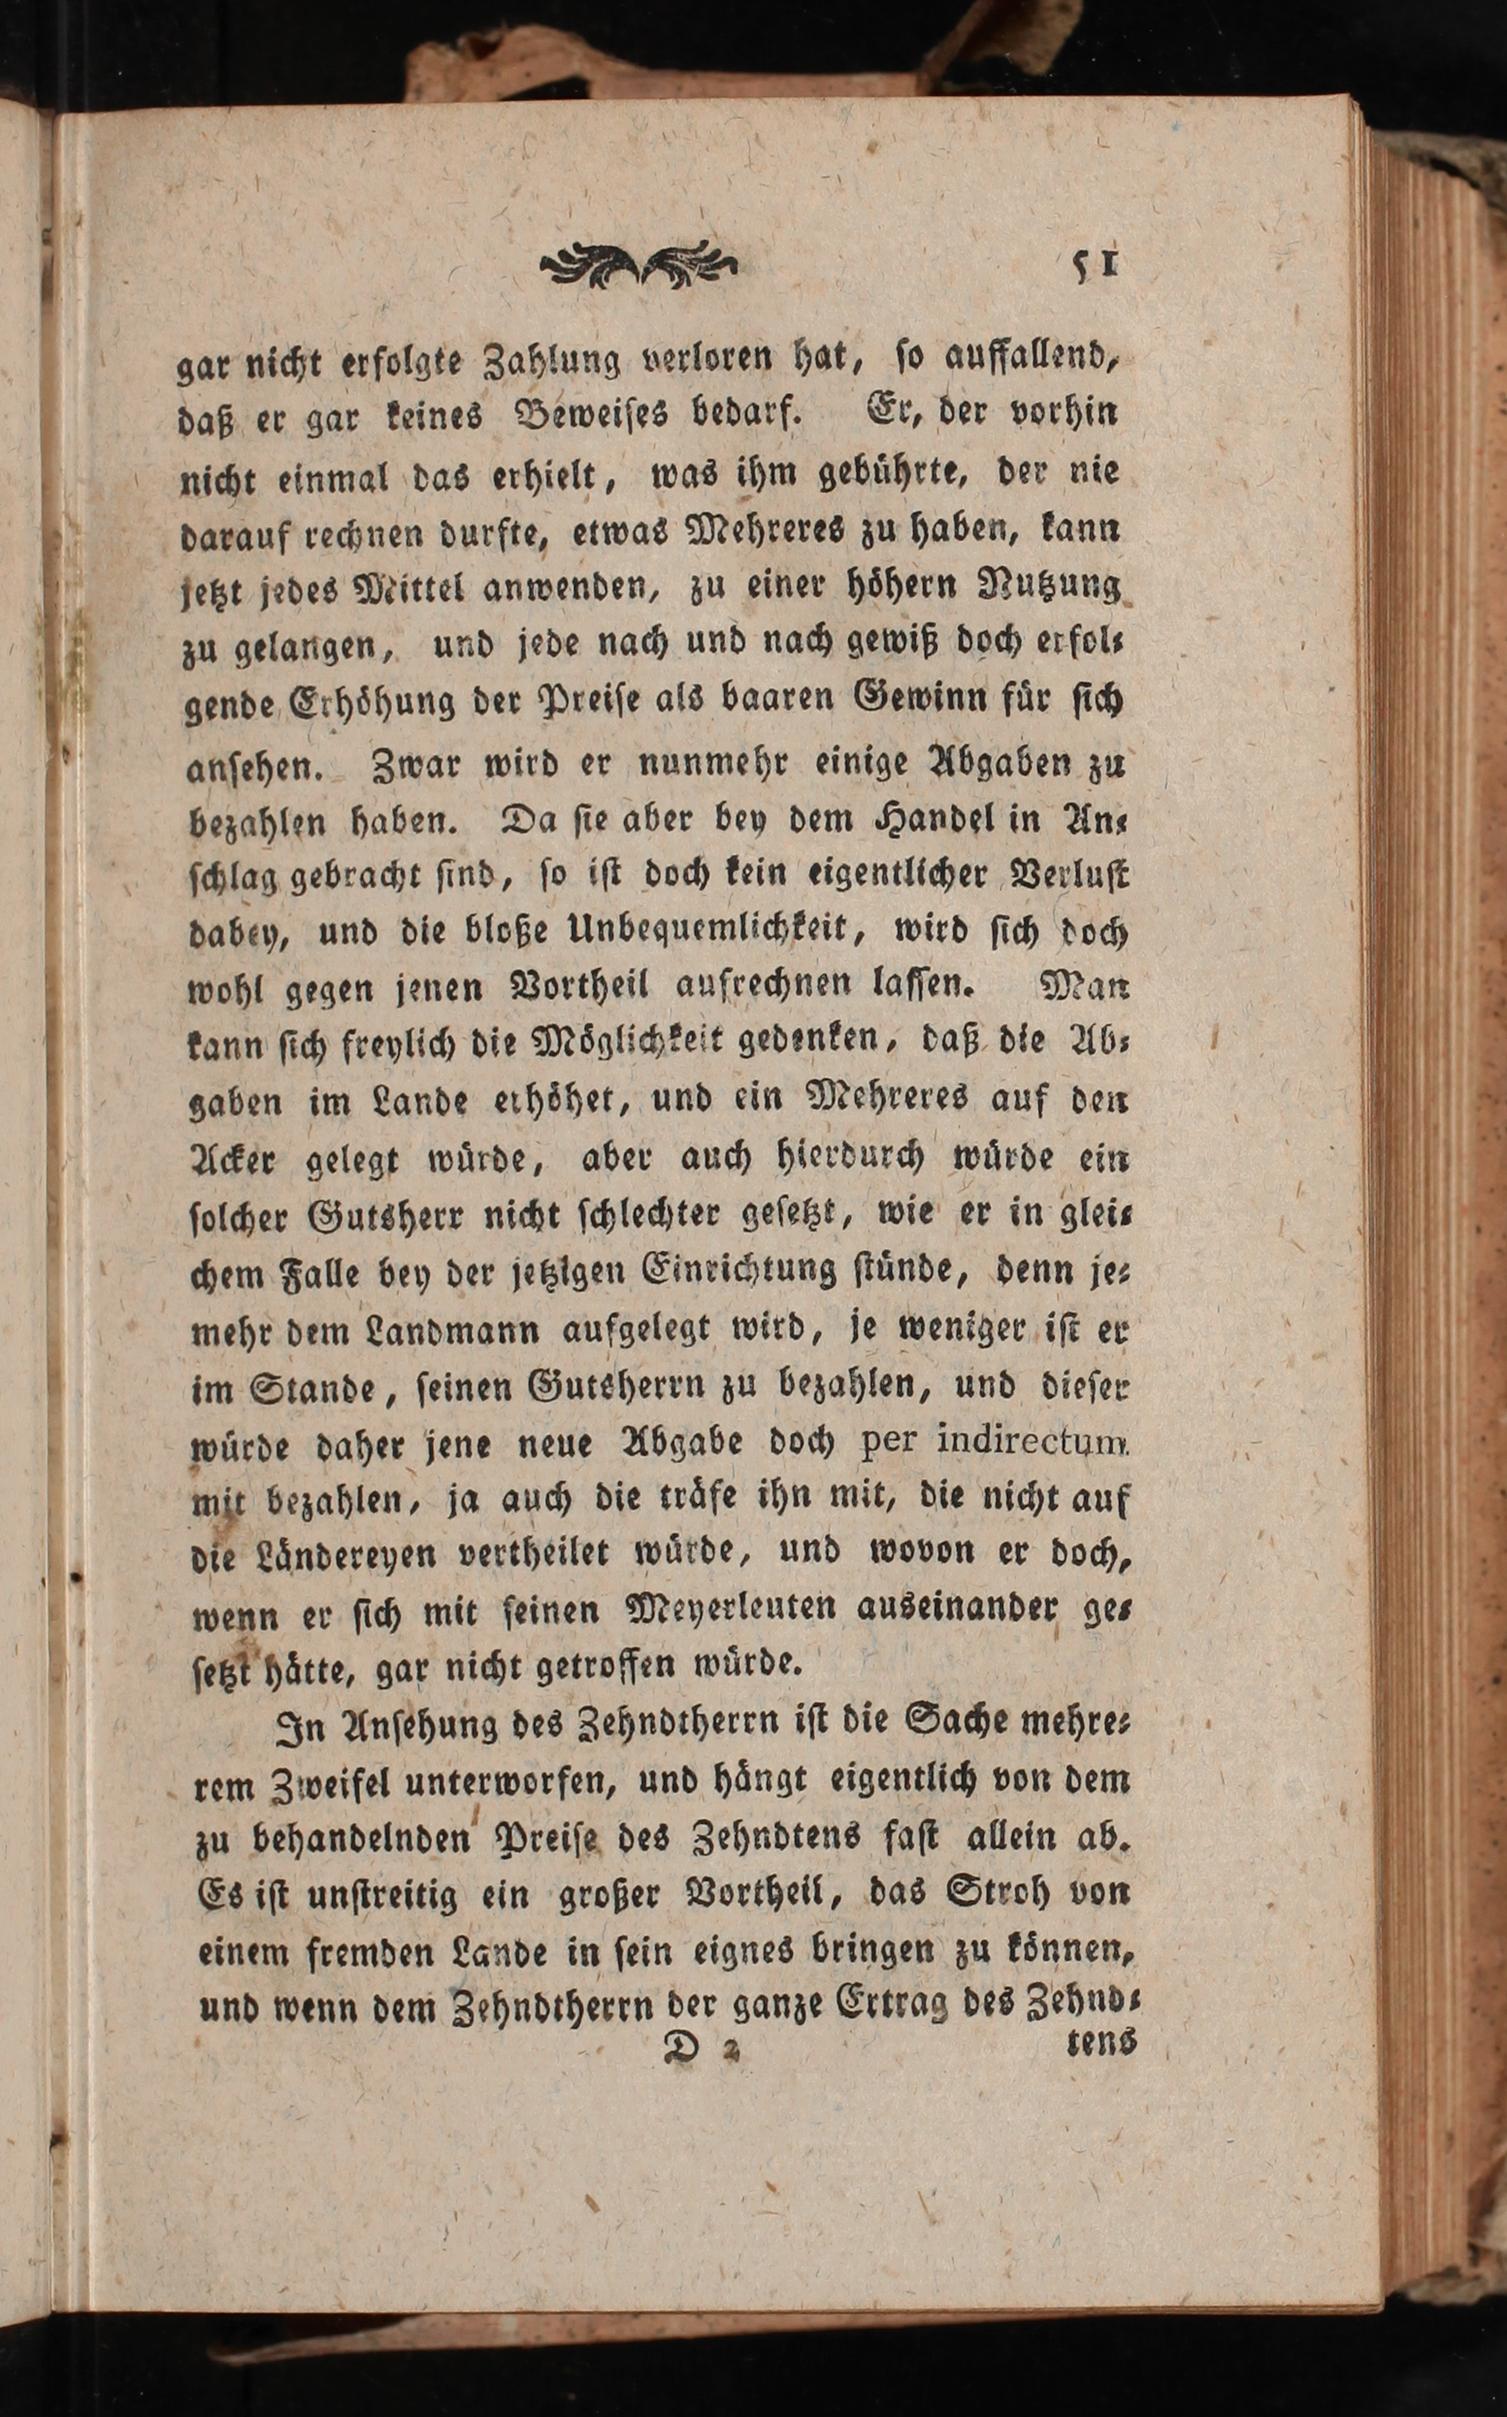 51
gar nicht erfolgte Zahlung verloren hat, ſo auffallend,
daß er gar keines Beweiſes bedarf. Er, der vorhin
nicht einmal das erhielt, was ihm gebührte, der nie
darauf rechnen durfte, etwas Mehreres zu haben, kann
jetzt jedes Mittel anwenden, zu einer höhern Nutzung
zu gelangen, und jede nach und nach gewiß doch erfol⸗
gende Erhöhung der Preiſe als baaren Gewinn für ſich
anſehen. Zwar wird er nunmehr einige Abgaben zu
bezahlen haben. Da ſie aber bey dem Handel in An⸗
ſchlag gebracht ſind, ſo iſt doch kein eigentlicher Verluſt
dabey, und die bloße Unbequemlichkeit, wird ſich doch
wohl gegen jenen Vortheil aufrechnen laſſen. Man
kann ſich freylich die Möglichkeit gedenken, daß die Ab⸗
gaben im Lande erhöhet, und ein Mehreres auf den
Acker gelegt würde, aber auch hierdurch würde ein
ſolcher Gutsherr nicht ſchlechter geſetzt, wie er in glei⸗
chem Falle bey der jetzigen Einrichtung ſtünde, denn je⸗
mehr dem Landmann aufgelegt wird, je weniger iſt er
im Stande, ſeinen Gutsherrn zu bezahlen, und dieſer
würde daher jene neue Abgabe doch per indirectum
mit bezahlen, ja auch die träfe ihn mit, die nicht auf
die Ländereyen vertheilet würde, und wovon er doch,
wenn er ſich mit ſeinen Meyerleuten auseinander ge⸗
ſetzt hätte, gar nicht getroffen würde.
In Anſehung des Zehndtherrn iſt die Sache mehre⸗
rem Zweifel unterworfen, und hängt eigentlich von dem
zu behandelnden Preiſe des Zehndtens faſt allein ab.
Es iſt unſtreitig ein großer Vortheil, das Stroh von
einem fremden Lande in ſein eignes bringen zu können,
und wenn dem Zehndtherrn der ganze Ertrag des Zehnd⸗
D 2 tens